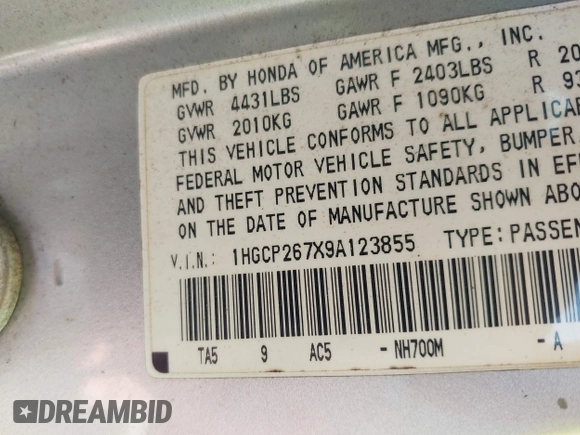 MFD. BY HONDA OF AMERICA MFG., INC.
GVWR 4431LBS GAWR F 2403LBS R 20
GVWR 2010KG GAWR F 1090KG R 93
THIS VEHICLE CONFORMS TO ALL APPLICAB
FEDERAL MOTOR VEHICLE SAFETY, BUMPER
AND THEFT PREVENTION STANDARDS IN EFF
ON THE DATE OF MANUFACTURE SHOWN ABO
V.I.N.: 1HGCP267X9A123855 TYPE: PASSEN
TA5 9 AC5 - NH700M - A
DREAMBID